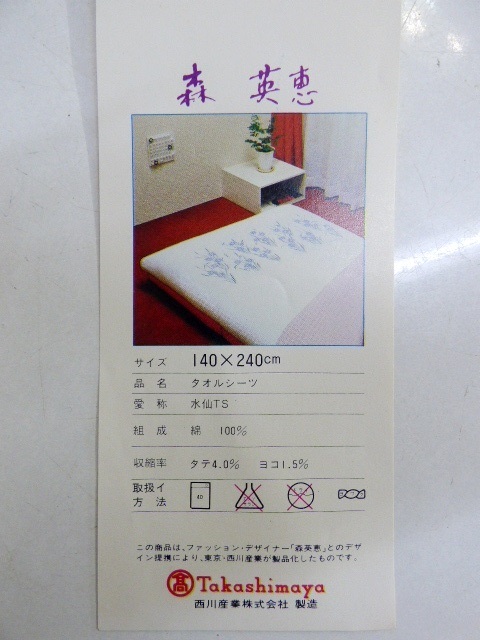 森 英恵
サイズ 140×240cm
品名 タオルシーツ
愛称 水仙TS
組成 綿 100%
収縮率 タテ4.0% ヨコ1.5%
取扱イ
方法 40
この商品は、ファッション・デザイナー「森英恵」とのデザ
イン提携により、東京・西川産業が製品化したものです。
髙 Takashimaya
西川産業株式会社 製造